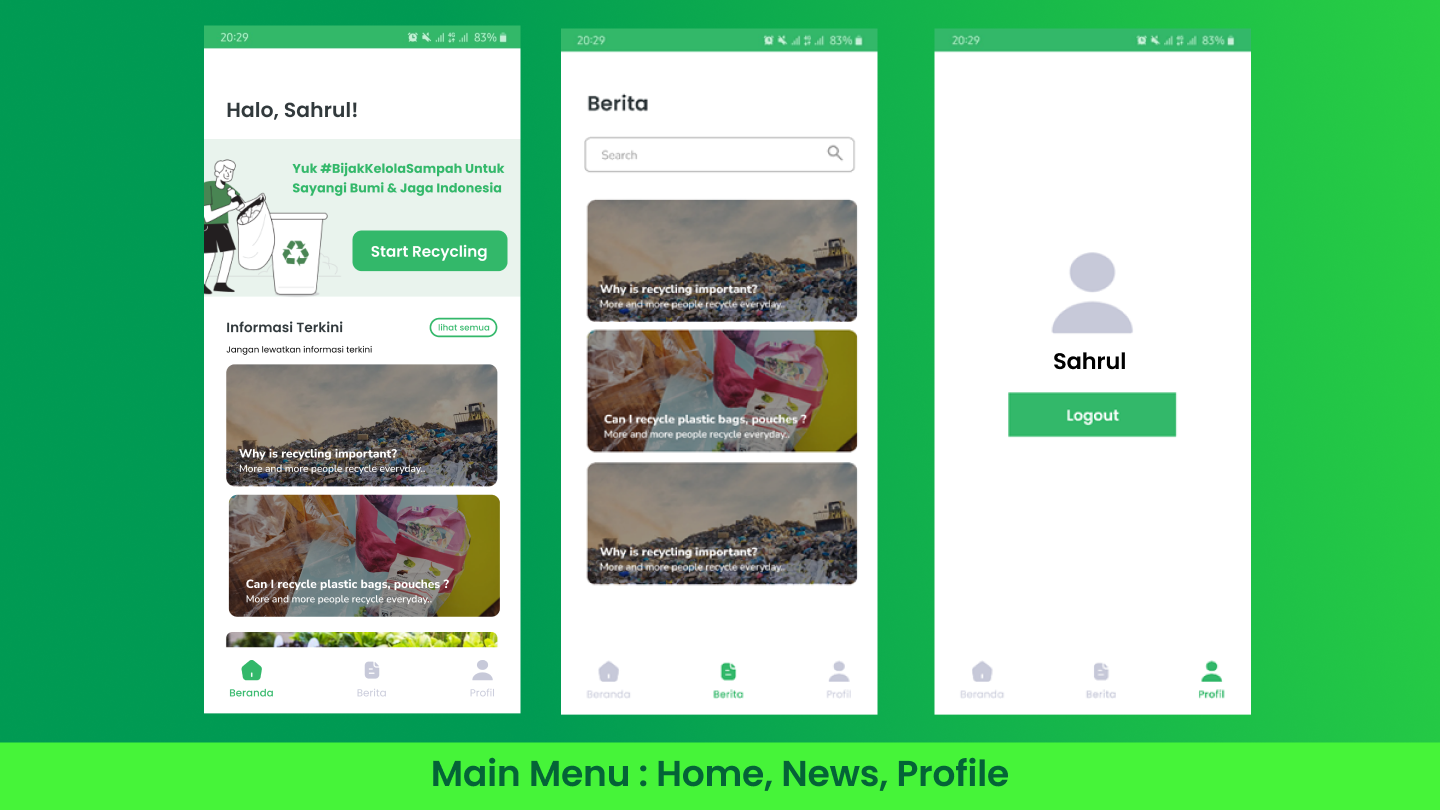 20:29
83%
Halo, Sahrul!
Yuk #BijakKelolaSampah Untuk
Sayangi Bumi & Jaga Indonesia
Start Recycling
Informasi Terkini
lihat semua
Jangan lewatkan informasi terkini
Why is recycling important?
More and more people recycle everyday..
Can I recycle plastic bags, pouches ?
More and more people recycle everyday..
Beranda
Berita
Profil
20:29
83%
Berita
Search
Why is recycling important?
More and more people recycle everyday..
Can I recycle plastic bags, pouches ?
More and more people recycle everyday..
Why is recycling important?
More and more people recycle everyday..
Beranda
Berita
Profil
20:29
83%
Sahrul
Logout
Beranda
Berita
Profil
Main Menu : Home, News, Profile